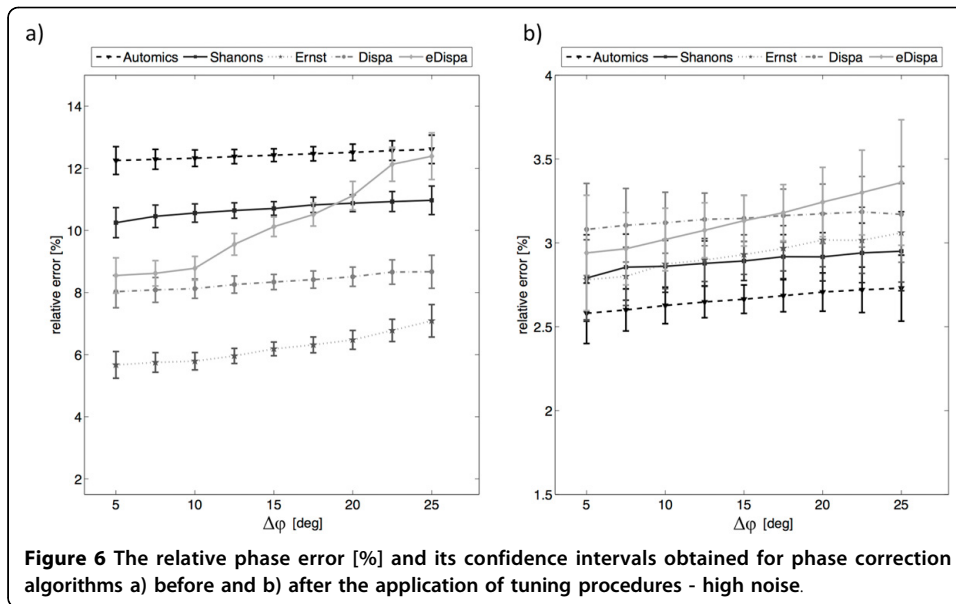 a)
Automics Shanons Ernst Dispa eDispa
14
12
10
8
6
4
2
relative error [%]
5 10 15 20 25
Δφ [deg]
b)
Automics Shanons Ernst Dispa eDispa
4
3.5
3
2.5
2
1.5
relative error [%]
5 10 15 20 25
Δφ [deg]
Figure 6 The relative phase error [%] and its confidence intervals obtained for phase correction
algorithms a) before and b) after the application of tuning procedures - high noise.